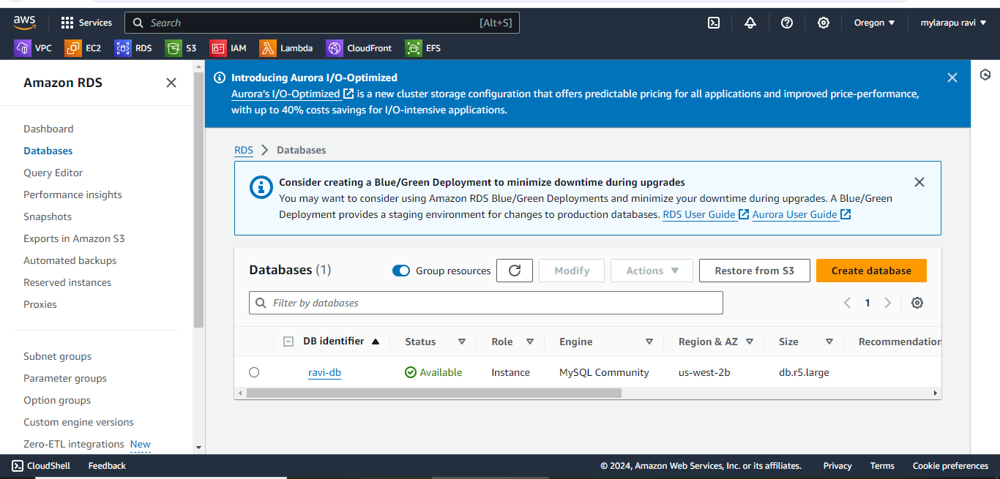 aws Services Search [Alt+S] Oregon ▼ mylarapu ravi ▼
VPC EC2 RDS S3 IAM Lambda CloudFront EFS
Amazon RDS
Dashboard
Databases
Query Editor
Performance insights
Snapshots
Exports in Amazon S3
Automated backups
Reserved instances
Proxies
Subnet groups
Parameter groups
Option groups
Custom engine versions
Zero-ETL integrations New
Introducing Aurora I/O-Optimized
Aurora's I/O-Optimized is a new cluster storage configuration that offers predictable pricing for all applications and improved price-performance,
with up to 40% costs savings for I/O-intensive applications.
RDS > Databases
Consider creating a Blue/Green Deployment to minimize downtime during upgrades
You may want to consider using Amazon RDS Blue/Green Deployments and minimize your downtime during upgrades. A Blue/Green
Deployment provides a staging environment for changes to production databases. RDS User Guide Aurora User Guide
Databases (1) Group resources Modify Actions ▼ Restore from S3 Create database
Filter by databases < 1 >
DB identifier ▲ Status ▼ Role ▼ Engine ▼ Region & AZ ▼ Size ▼ Recommendation
ravi-db Available Instance MySQL Community us-west-2b db.r5.large
CloudShell Feedback © 2024, Amazon Web Services, Inc. or its affiliates. Privacy Terms Cookie preferences